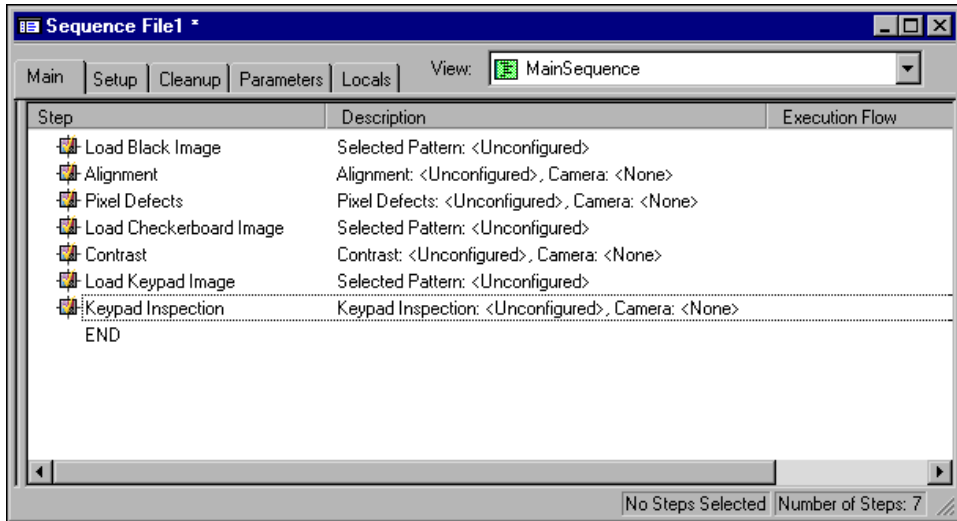 Sequence File1 *
Main Setup Cleanup Parameters Locals View: MainSequence
Step Description Execution Flow
Load Black Image Selected Pattern: <Unconfigured>
Alignment Alignment: <Unconfigured>, Camera: <None>
Pixel Defects Pixel Defects: <Unconfigured>, Camera: <None>
Load Checkerboard Image Selected Pattern: <Unconfigured>
Contrast Contrast: <Unconfigured>, Camera: <None>
Load Keypad Image Selected Pattern: <Unconfigured>
Keypad Inspection Keypad Inspection: <Unconfigured>, Camera: <None>
END
No Steps Selected Number of Steps: 7